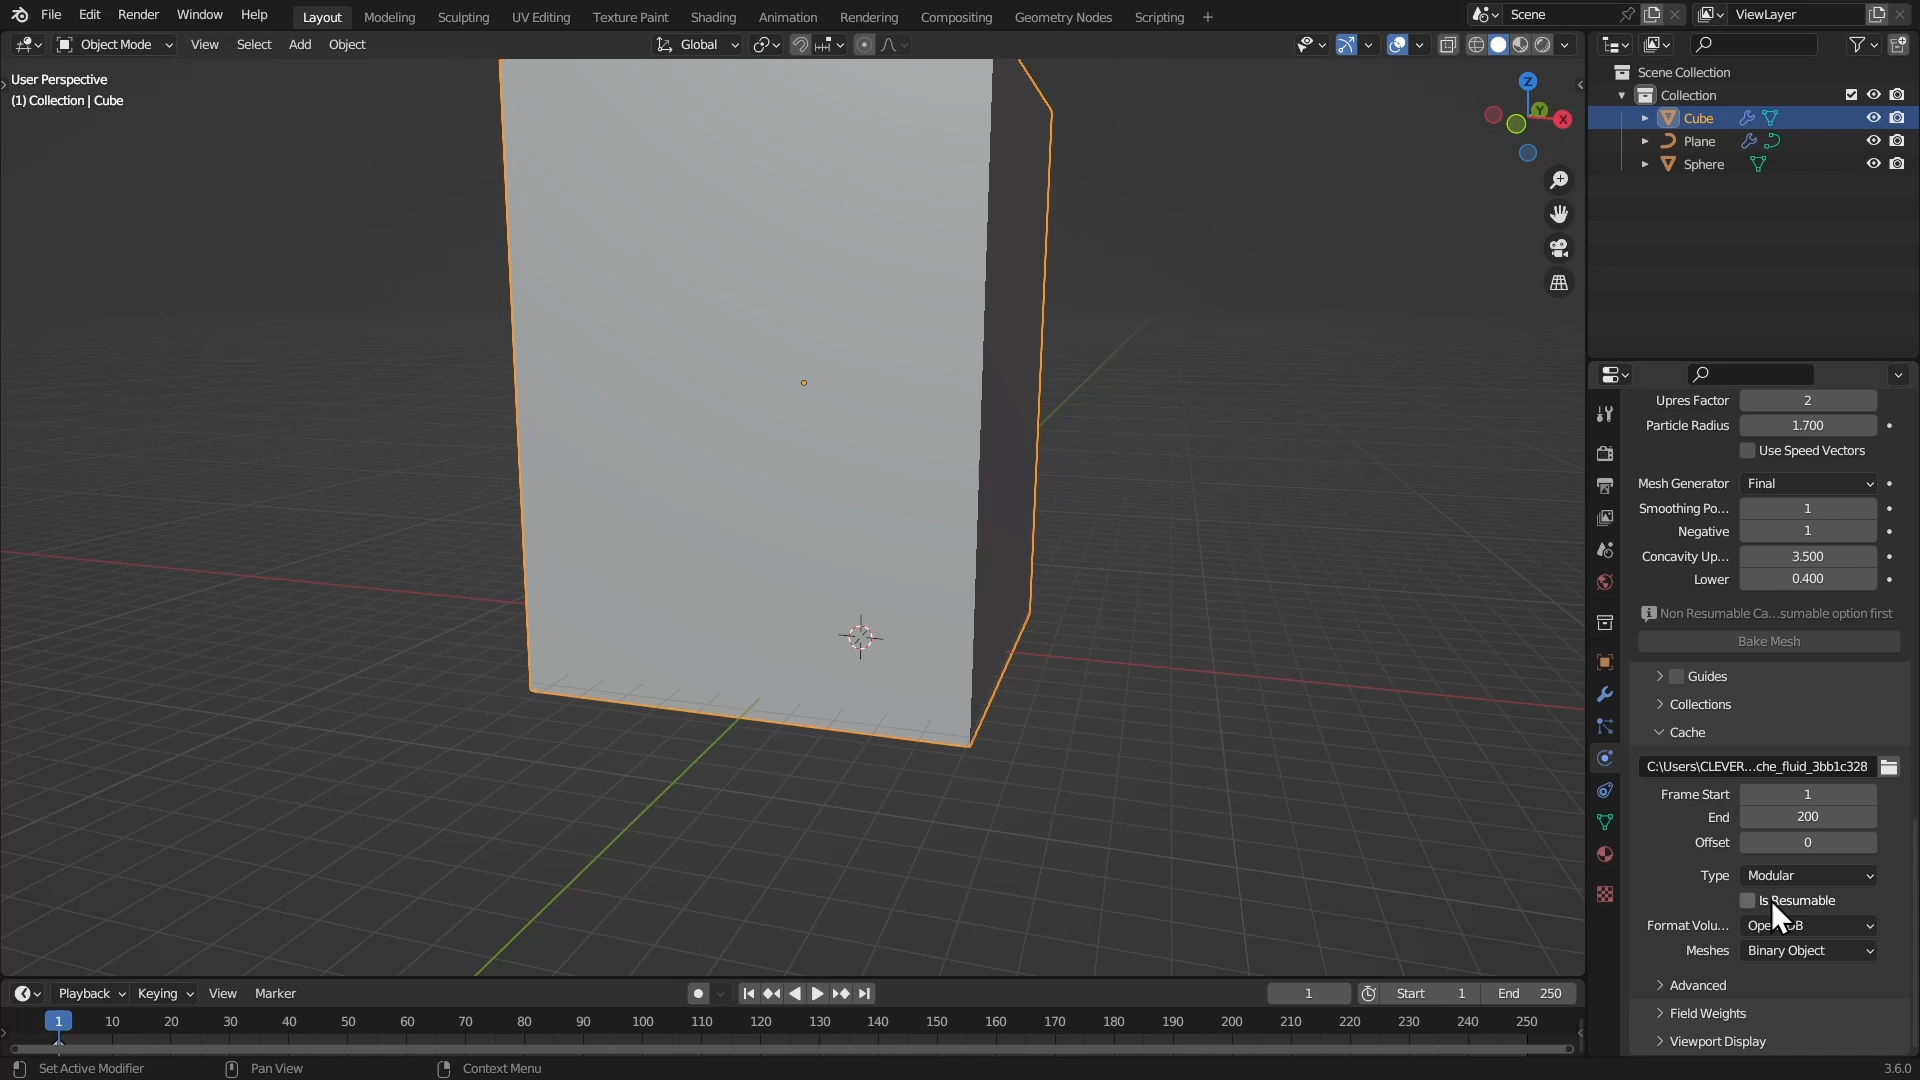 File Edit Render Window Help Layout Modeling Sculpting UV Editing Texture Paint Shading Animation Rendering Compositing Geometry Nodes Scripting + Scene ViewLayer
Object Mode View Select Add Object Global
User Perspective
(1) Collection | Cube
Z
Y
X
Scene Collection
Collection
Cube
Plane
Sphere
Upres Factor 2
Particle Radius 1.700
Use Speed Vectors
Mesh Generator Final
Smoothing Po... 1
Negative 1
Concavity Up... 3.500
Lower 0.400
Non Resumable Ca...sumable option first
Bake Mesh
Guides
Collections
Cache
C:\Users\CLEVER...che_fluid_3bb1c328
Frame Start 1
End 200
Offset 0
Type Modular
Is Resumable
Format Volu...
Meshes Binary Object
Advanced
Field Weights
Viewport Display
Playback Keying View Marker 1 Start 1 End 250
1 10 20 30 40 50 60 70 80 90 100 110 120 130 140 150 160 170 180 190 200 210 220 230 240 250
Set Active Modifier Pan View Context Menu 3.6.0